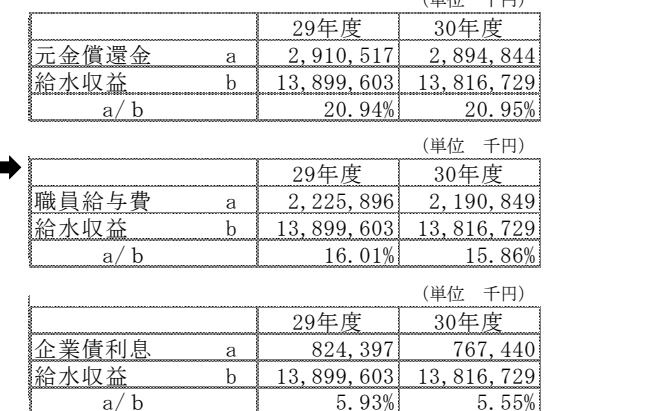 （単位　千円）
29年度 30年度
元金償還金 a 2,910,517 2,894,844
給水収益 b 13,899,603 13,816,729
a/b 20.94% 20.95%
（単位　千円）
29年度 30年度
職員給与費 a 2,225,896 2,190,849
給水収益 b 13,899,603 13,816,729
a/b 16.01% 15.86%
（単位　千円）
29年度 30年度
企業債利息 a 824,397 767,440
給水収益 b 13,899,603 13,816,729
a/b 5.93% 5.55%